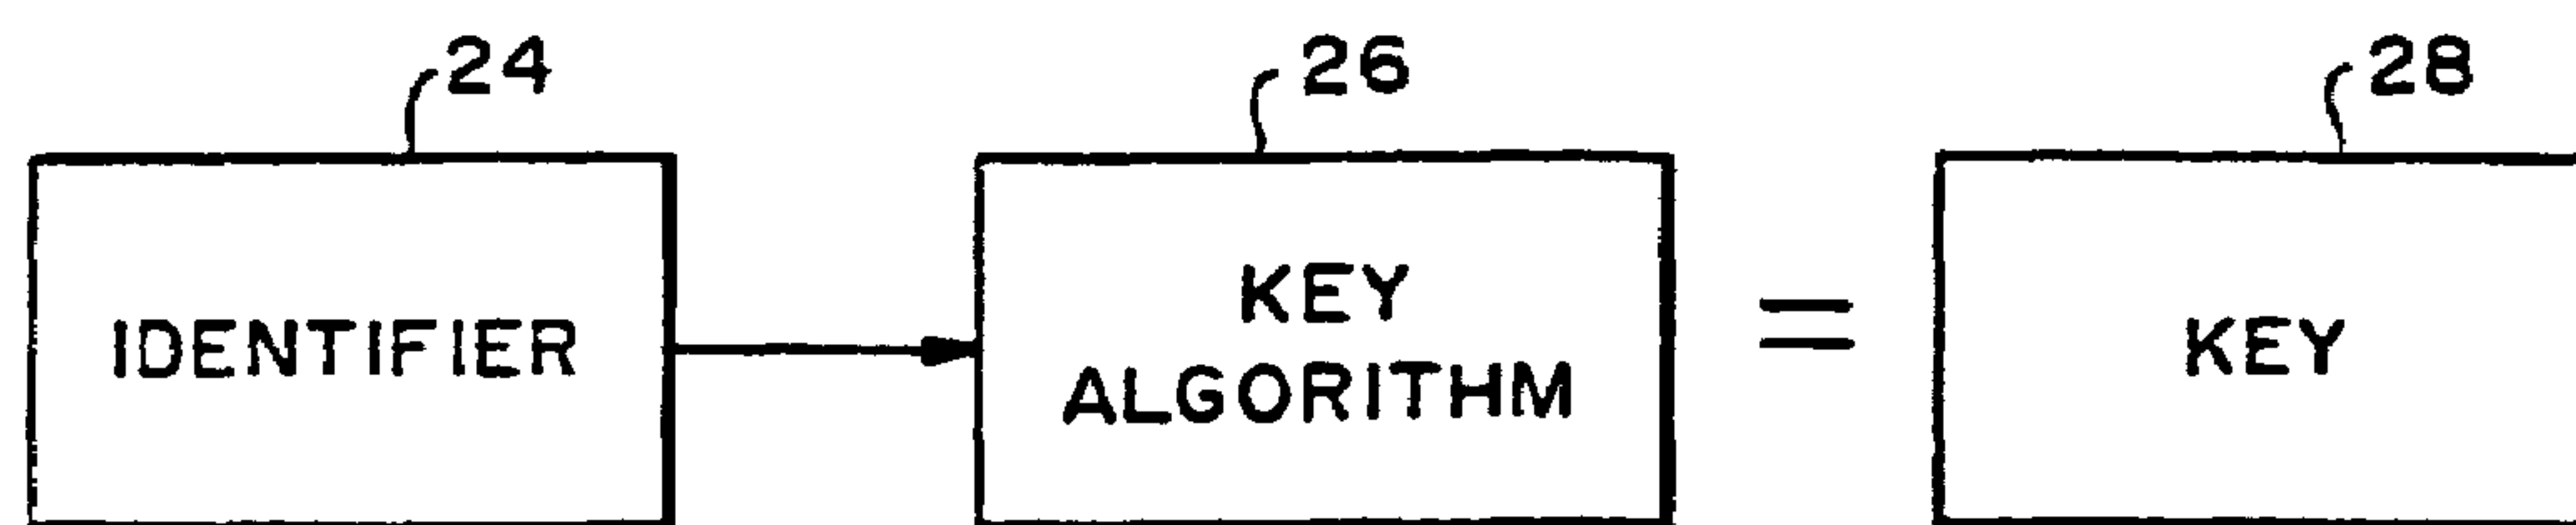 24 26 28
IDENTIFIER
KEY
ALGORITHM
=
KEY